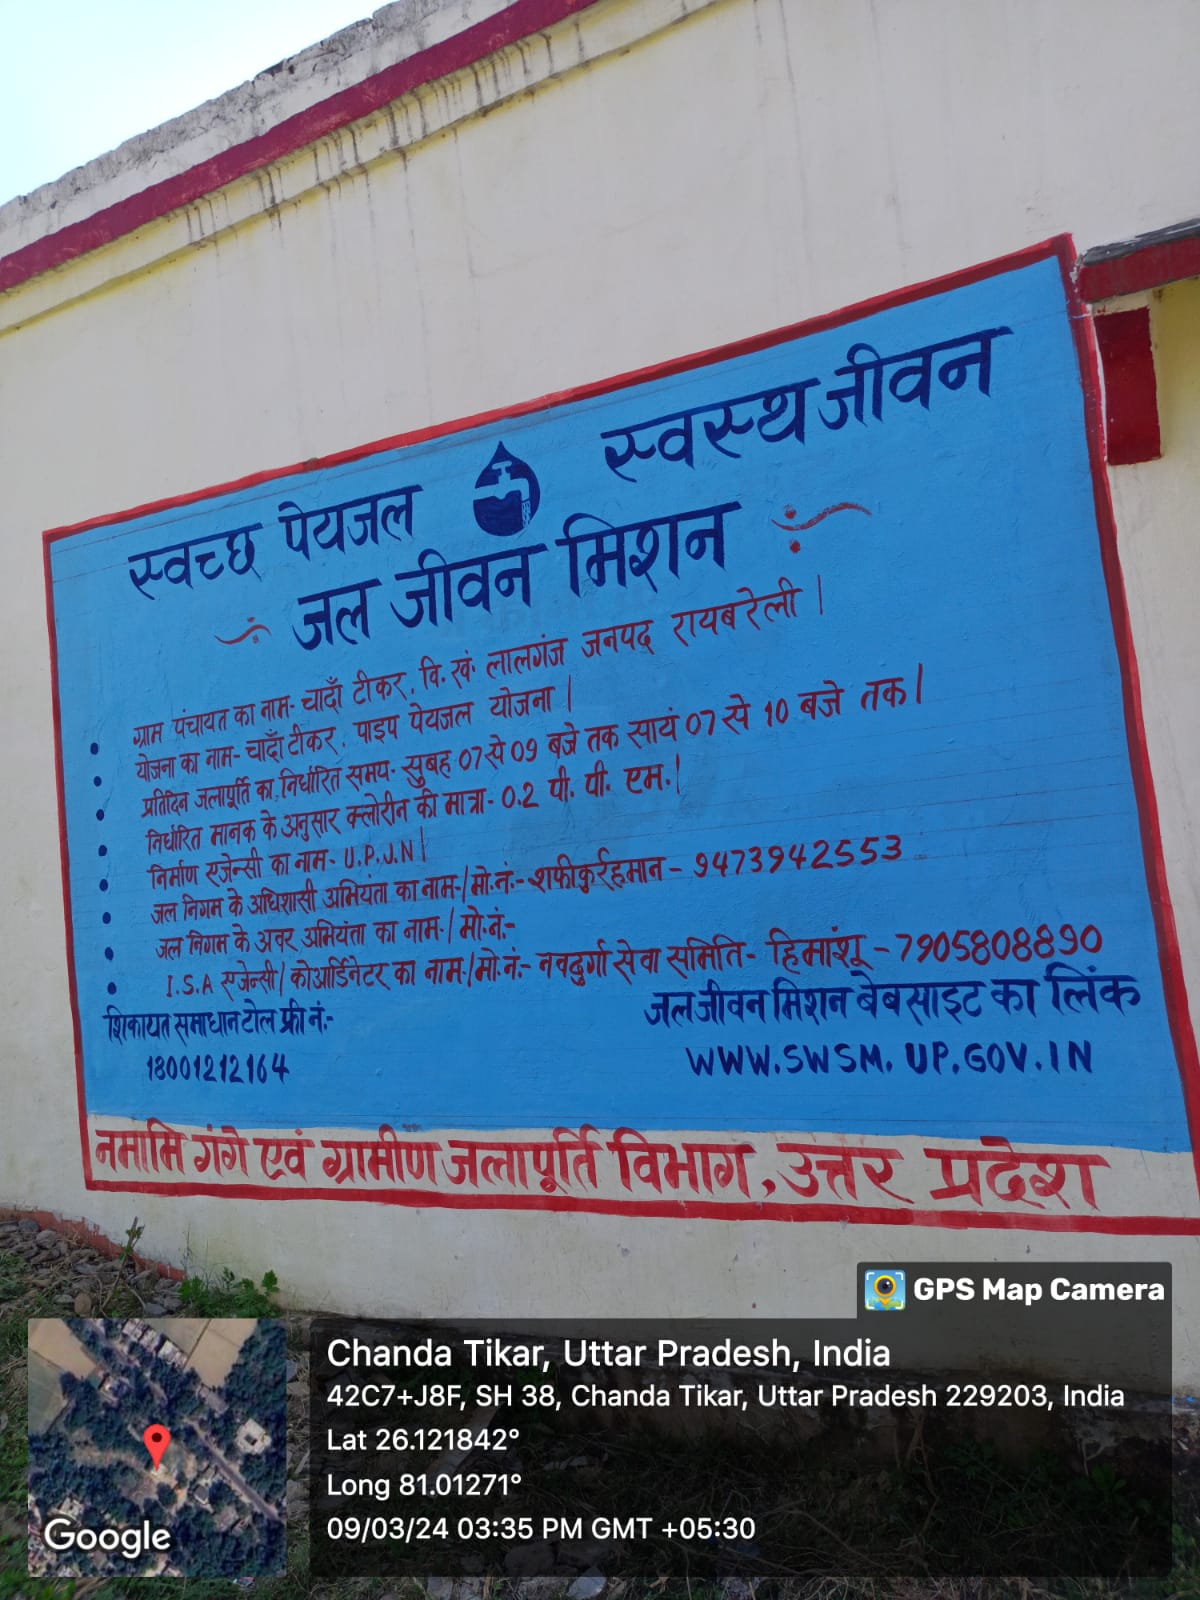 स्वच्छ पेयजल स्वस्थ जीवन
जल जीवन मिशन
ग्राम पंचायत का नाम- चादाँ टीकर, वि. खं. लालगंज जनपद रायबरेली |
योजना का नाम- चादाँ टीकर, पाइप पेयजल योजना |
प्रतिदिन जलापूर्ति का निर्धारित समय- सुबह 07 से 09 बजे तक सायं 07 से 10 बजे तक |
निर्धारित मानक के अनुसार क्लोरीन की मात्रा- 0.2 पी. पी. एम. |
निर्माण एजेन्सी का नाम- U.P.J.N |
जल निगम के अधिशासी अभियंता का नाम-/मो.नं.- शफीकुर्रहमान - 9473942553
जल निगम के अवर अभियंता का नाम-/मो.नं.-
I.S.A एजेन्सी/कोआर्डिनेटर का नाम-/मो.नं.- नवदुर्गा सेवा समिति- हिमांशू - 7905808890
शिकायत समाधान टोल फ्री नं.-
18001212164
जल जीवन मिशन बेबसाइट का लिंक
WWW.SWSM.UP.GOV.IN
नमामि गंगे एवं ग्रामीण जलापूर्ति विभाग, उत्तर प्रदेश
GPS Map Camera
Chanda Tikar, Uttar Pradesh, India
42C7+J8F, SH 38, Chanda Tikar, Uttar Pradesh 229203, India
Lat 26.121842°
Long 81.01271°
09/03/24 03:35 PM GMT +05:30
Google